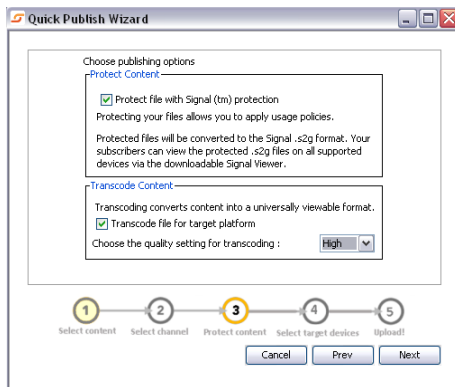 Quick Publish Wizard
Choose publishing options
Protect Content
Protect file with Signal (tm) protection
Protecting your files allows you to apply usage policies.
Protected files will be converted to the Signal .s2g format. Your
subscribers can view the protected .s2g files on all supported
devices via the downloadable Signal Viewer.
Transcode Content
Transcoding converts content into a universally viewable format.
Transcode file for target platform
Choose the quality setting for transcoding : High
1 2 3 4 5
Select content Select channel Protect content Select target devices Upload!
Cancel Prev Next